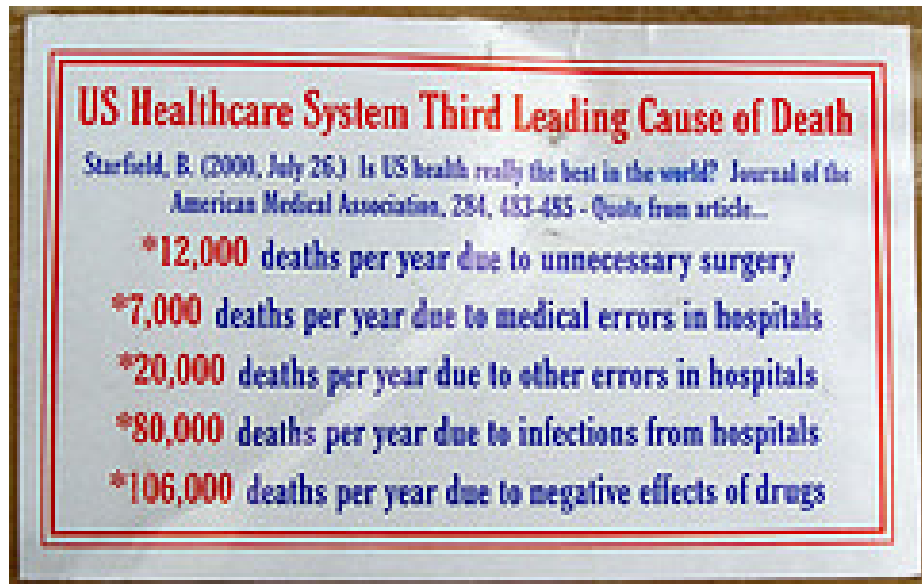 US Healthcare System Third Leading Cause of Death
Starfield, B. (2000, July 26.) Is US health really the best in the world? Journal of the
American Medical Association, 284, 483-485 - Quote from article...
*12,000 deaths per year due to unnecessary surgery
*7,000 deaths per year due to medical errors in hospitals
*20,000 deaths per year due to other errors in hospitals
*80,000 deaths per year due to infections from hospitals
*106,000 deaths per year due to negative effects of drugs